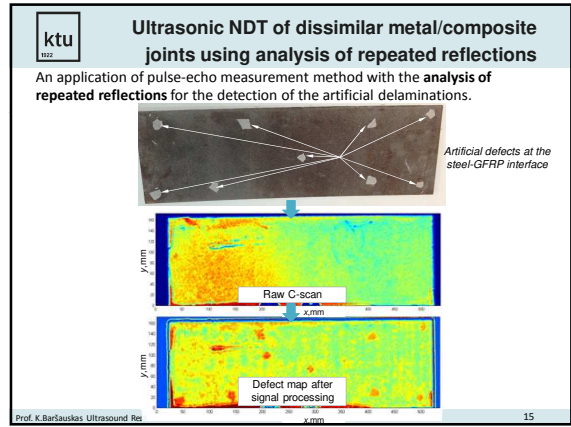 ktu
1922
Ultrasonic NDT of dissimilar metal/composite
joints using analysis of repeated reflections
An application of pulse-echo measurement method with the analysis of
repeated reflections for the detection of the artificial delaminations.
Artificial defects at the
steel-GFRP interface
y,mm
Raw C-scan
x,mm
y,mm
Defect map after
signal processing
x,mm
Prof. K.Baršauskas Ultrasound
15